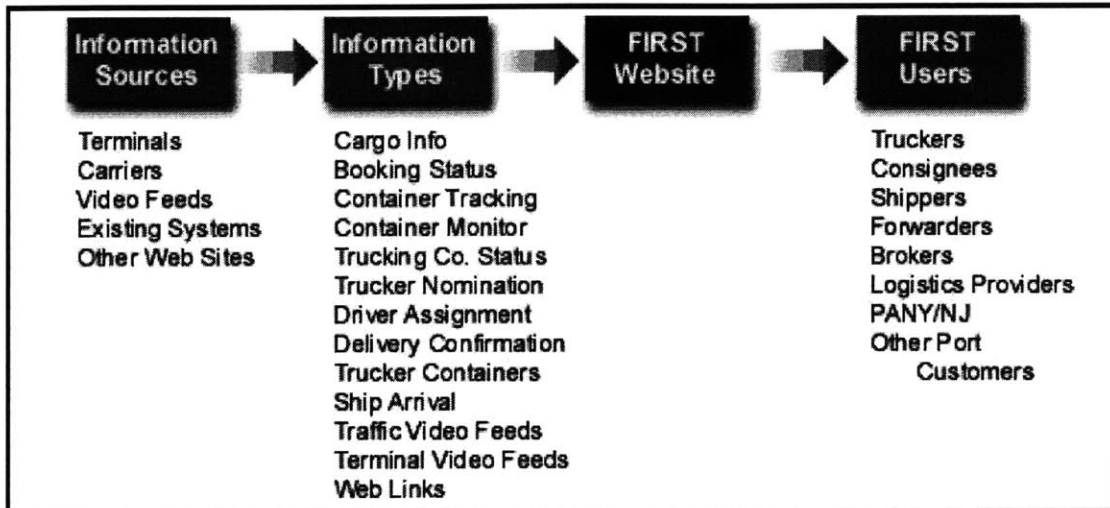 Information
Sources
Information
Types
FIRST
Website
FIRST
Users
Terminals
Carriers
Video Feeds
Existing Systems
Other Web Sites
Cargo Info
Booking Status
Container Tracking
Container Monitor
Trucking Co. Status
Trucker Nomination
Driver Assignment
Delivery Confirmation
Trucker Containers
Ship Arrival
Traffic Video Feeds
Terminal Video Feeds
Web Links
Truckers
Consignees
Shippers
Forwarders
Brokers
Logistics Providers
PANY/NJ
Other Port
Customers